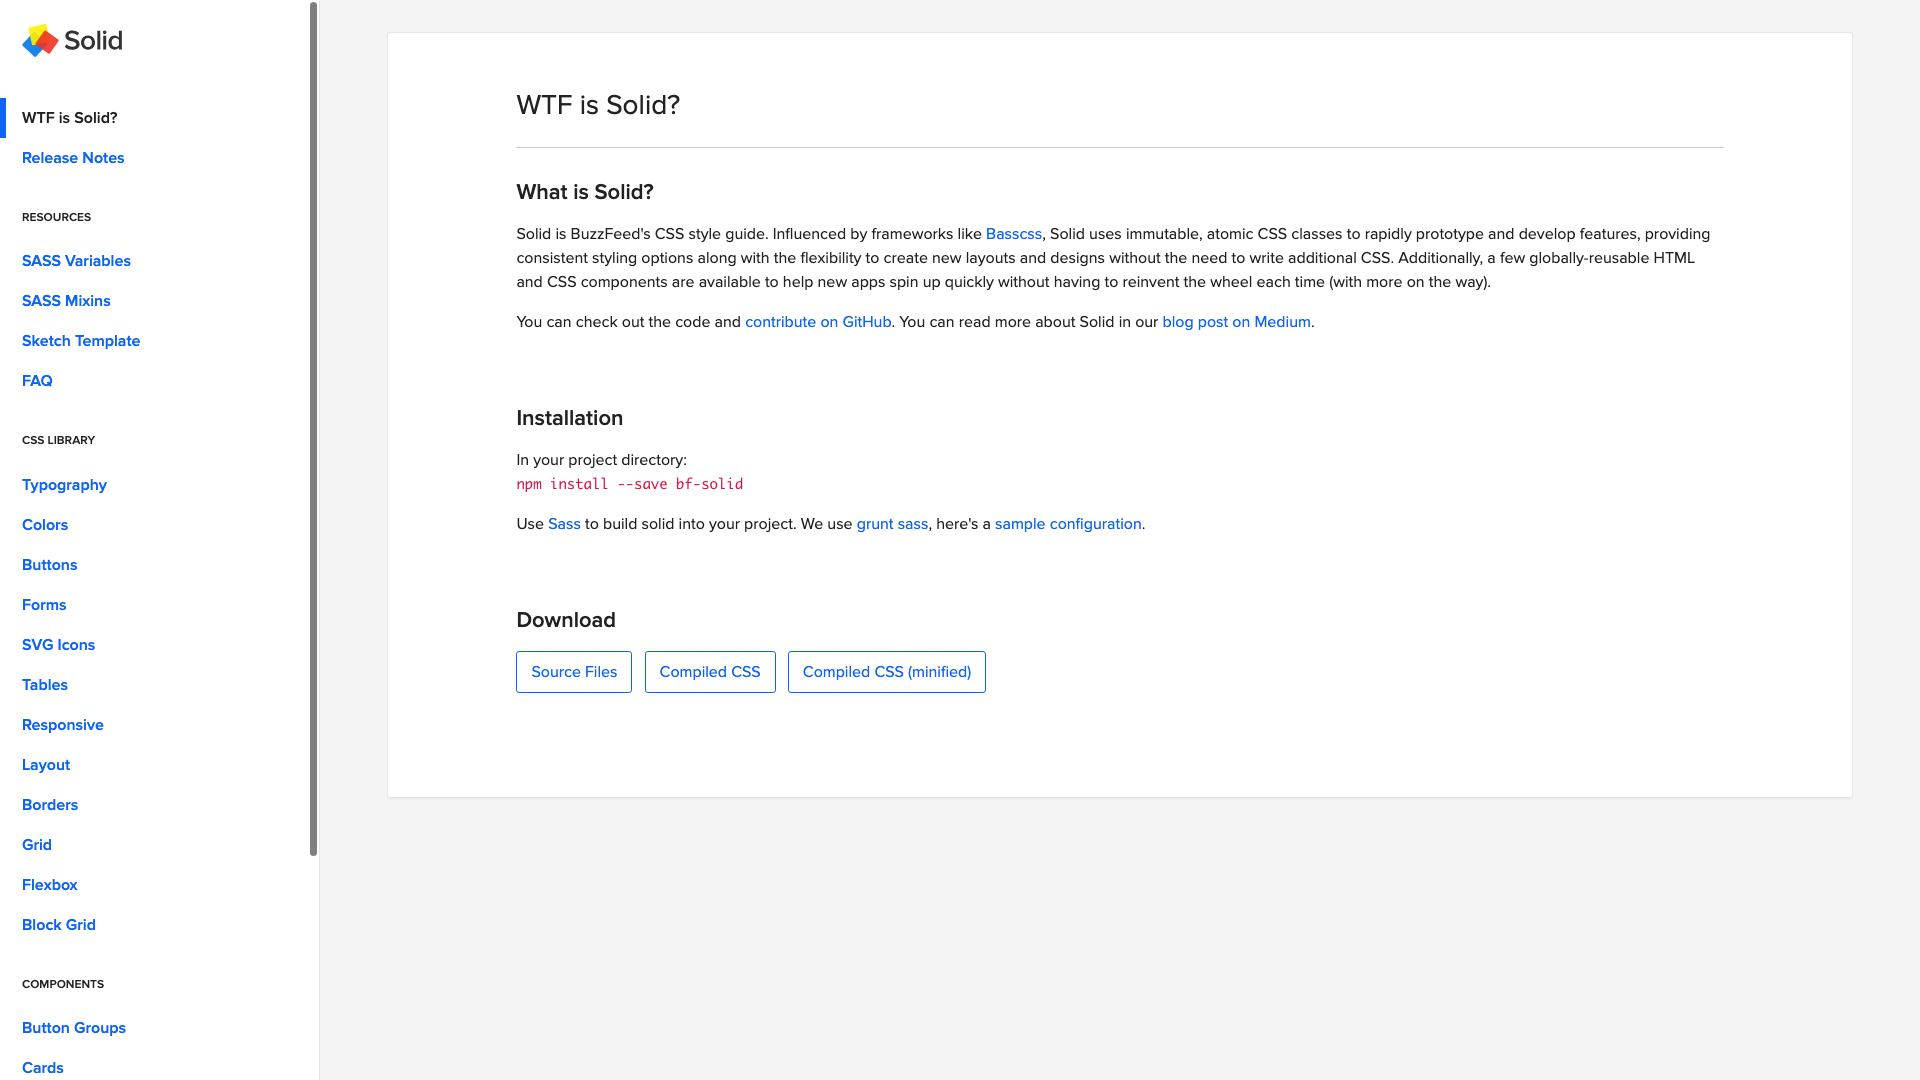 Solid
WTF is Solid?
Release Notes
RESOURCES
SASS Variables
SASS Mixins
Sketch Template
FAQ
CSS LIBRARY
Typography
Colors
Buttons
Forms
SVG Icons
Tables
Responsive
Layout
Borders
Grid
Flexbox
Block Grid
COMPONENTS
Button Groups
Cards
WTF is Solid?
What is Solid?
Solid is BuzzFeed's CSS style guide. Influenced by frameworks like Basscss, Solid uses immutable, atomic CSS classes to rapidly prototype and develop features, providing
consistent styling options along with the flexibility to create new layouts and designs without the need to write additional CSS. Additionally, a few globally-reusable HTML
and CSS components are available to help new apps spin up quickly without having to reinvent the wheel each time (with more on the way).
You can check out the code and contribute on GitHub. You can read more about Solid in our blog post on Medium.
Installation
In your project directory:
npm install --save bf-solid
Use Sass to build solid into your project. We use grunt sass, here's a sample configuration.
Download
Source Files
Compiled CSS
Compiled CSS (minified)